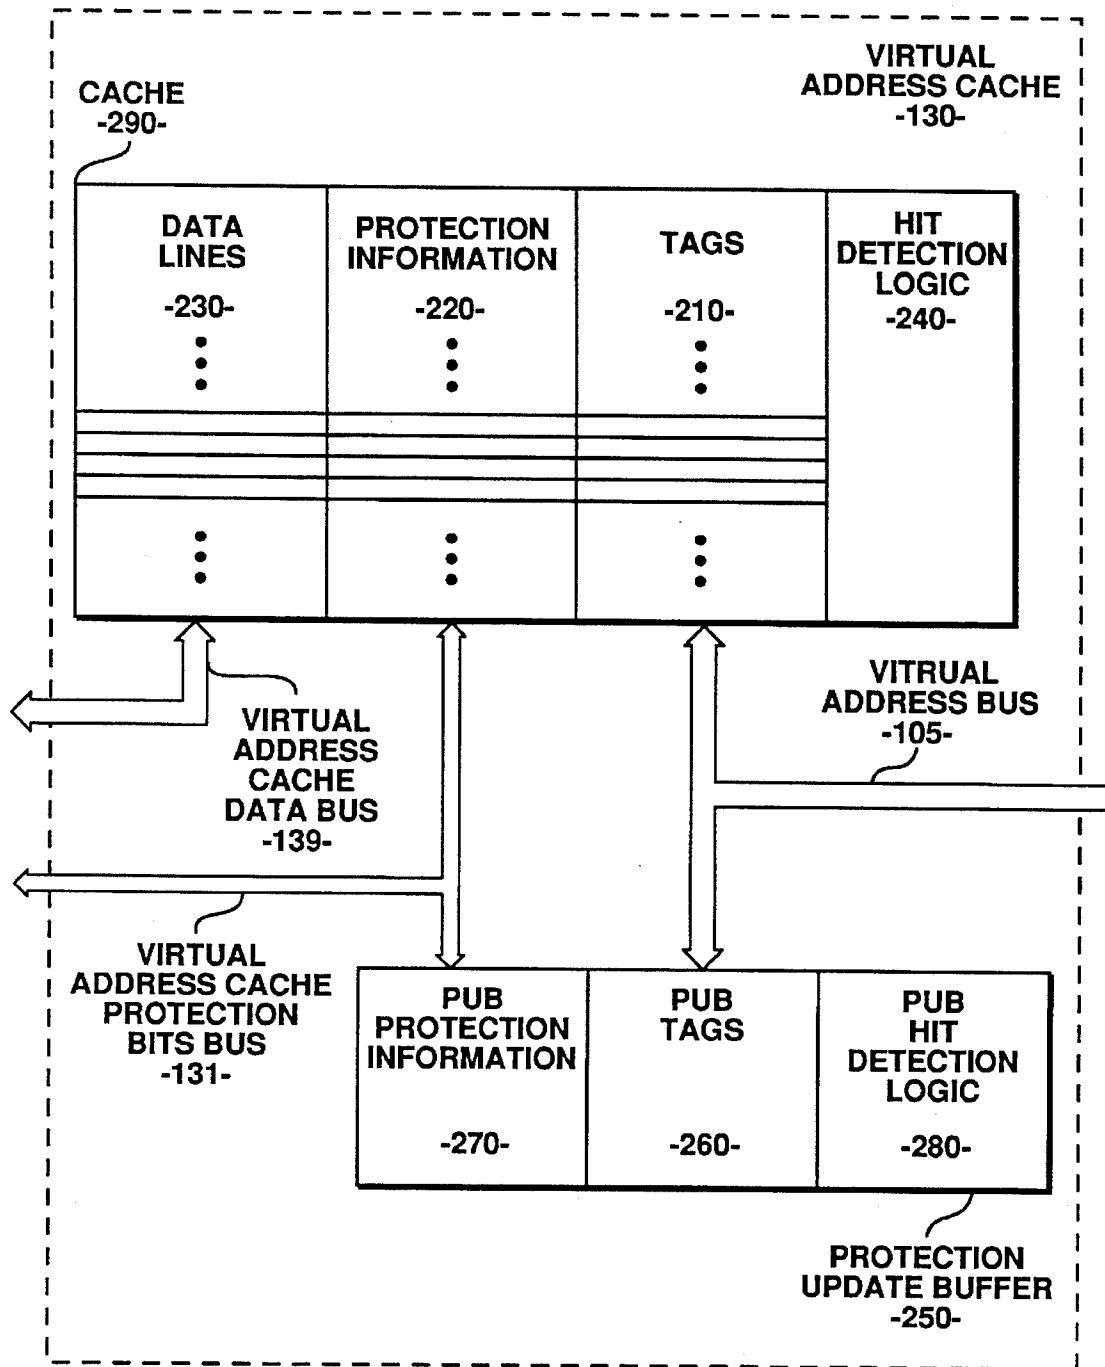 VIRTUAL
ADDRESS CACHE
-130-
CACHE
-290-
DATA
LINES
-230-
PROTECTION
INFORMATION
-220-
TAGS
-210-
HIT
DETECTION
LOGIC
-240-
VIRTUAL
ADDRESS
CACHE
DATA BUS
-139-
VITRUAL
ADDRESS BUS
-105-
VIRTUAL
ADDRESS CACHE
PROTECTION
BITS BUS
-131-
PUB
PROTECTION
INFORMATION
-270-
PUB
TAGS
-260-
PUB
HIT
DETECTION
LOGIC
-280-
PROTECTION
UPDATE BUFFER
-250-